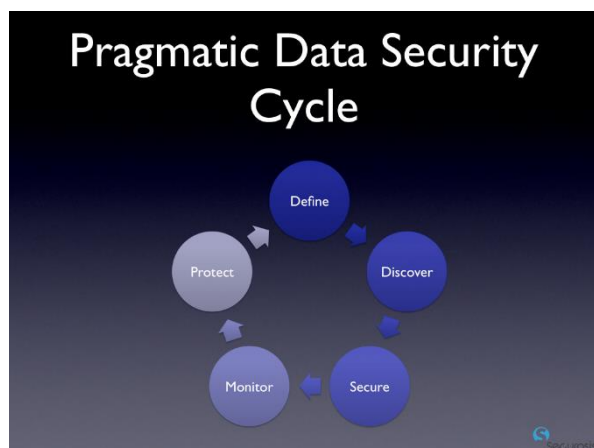 Pragmatic Data Security
Cycle
Define
Discover
Secure
Monitor
Protect